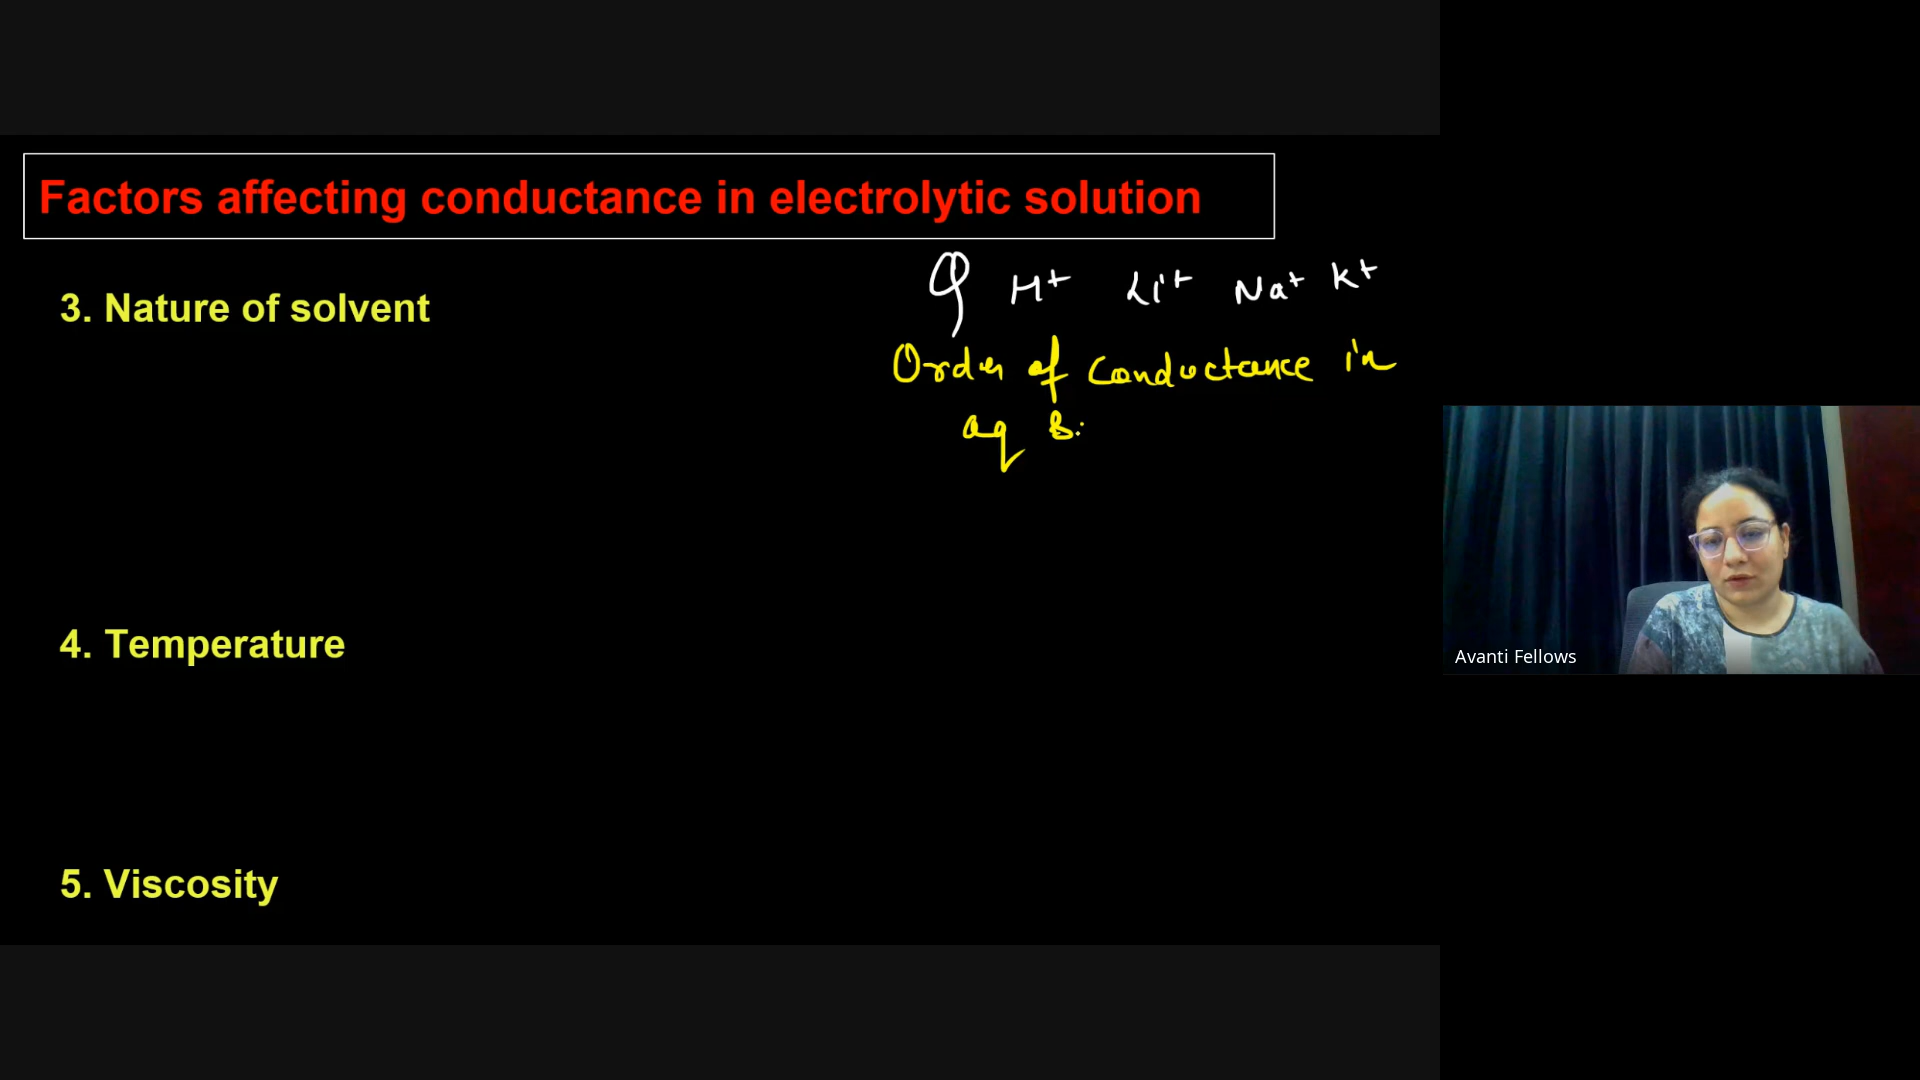 Factors affecting conductance in electrolytic solution
3. Nature of solvent
Q H+ Li+ Na+ K+
Order of conductance in
aq
4. Temperature
5. Viscosity
Avanti Fellows